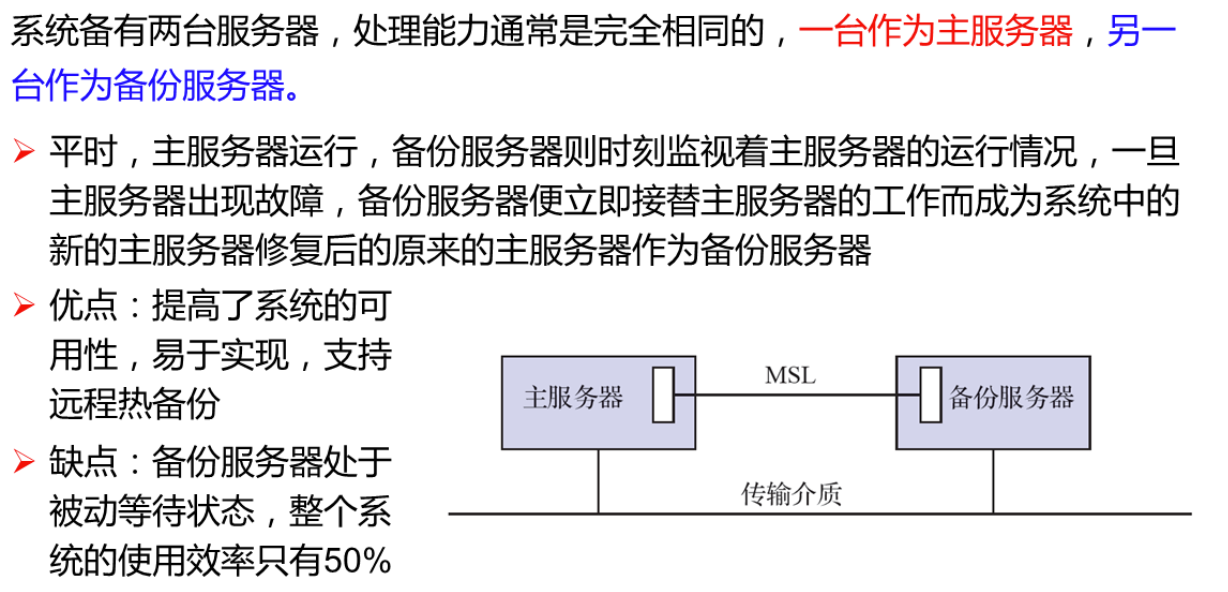 系统备有两台服务器，处理能力通常是完全相同的，一台作为主服务器，另一
台作为备份服务器。
平时，主服务器运行，备份服务器则时刻监视着主服务器的运行情况，一旦
主服务器出现故障，备份服务器便立即接替主服务器的工作而成为系统中的
新的主服务器修复后的原来的主服务器作为备份服务器
优点：提高了系统的可
用性，易于实现，支持
远程热备份
缺点：备份服务器处于
被动等待状态，整个系
统的使用效率只有50%
主服务器
MSL
备份服务器
传输介质